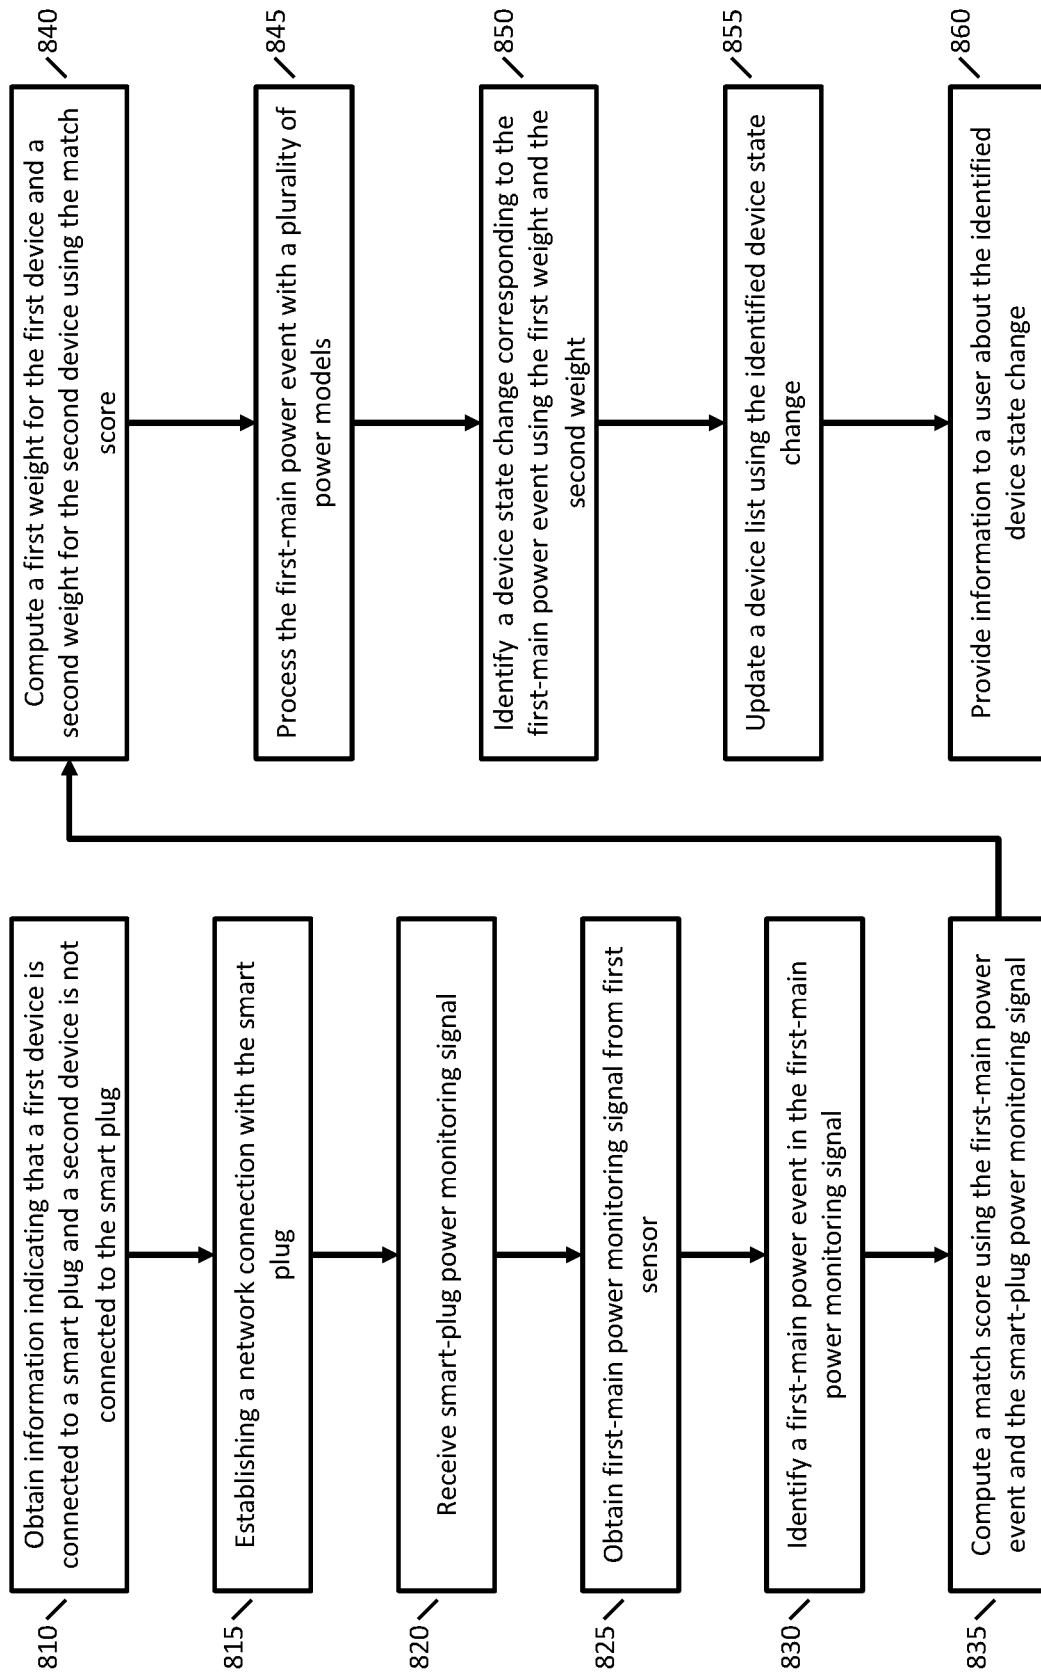 810
Obtain information indicating that a first device is
connected to a smart plug and a second device is not
connected to the smart plug
815
Establishing a network connection with the smart
plug
820
Receive smart-plug power monitoring signal
825
Obtain first-main power monitoring signal from first
sensor
830
Identify a first-main power event in the first-main
power monitoring signal
835
Compute a match score using the first-main power
event and the smart-plug power monitoring signal
840
Compute a first weight for the first device and a
second weight for the second device using the match
score
845
Process the first-main power event with a plurality of
power models
850
Identify a device state change corresponding to the
first-main power event using the first weight and the
second weight
855
Update a device list using the identified device state
change
860
Provide information to a user about the identified
device state change